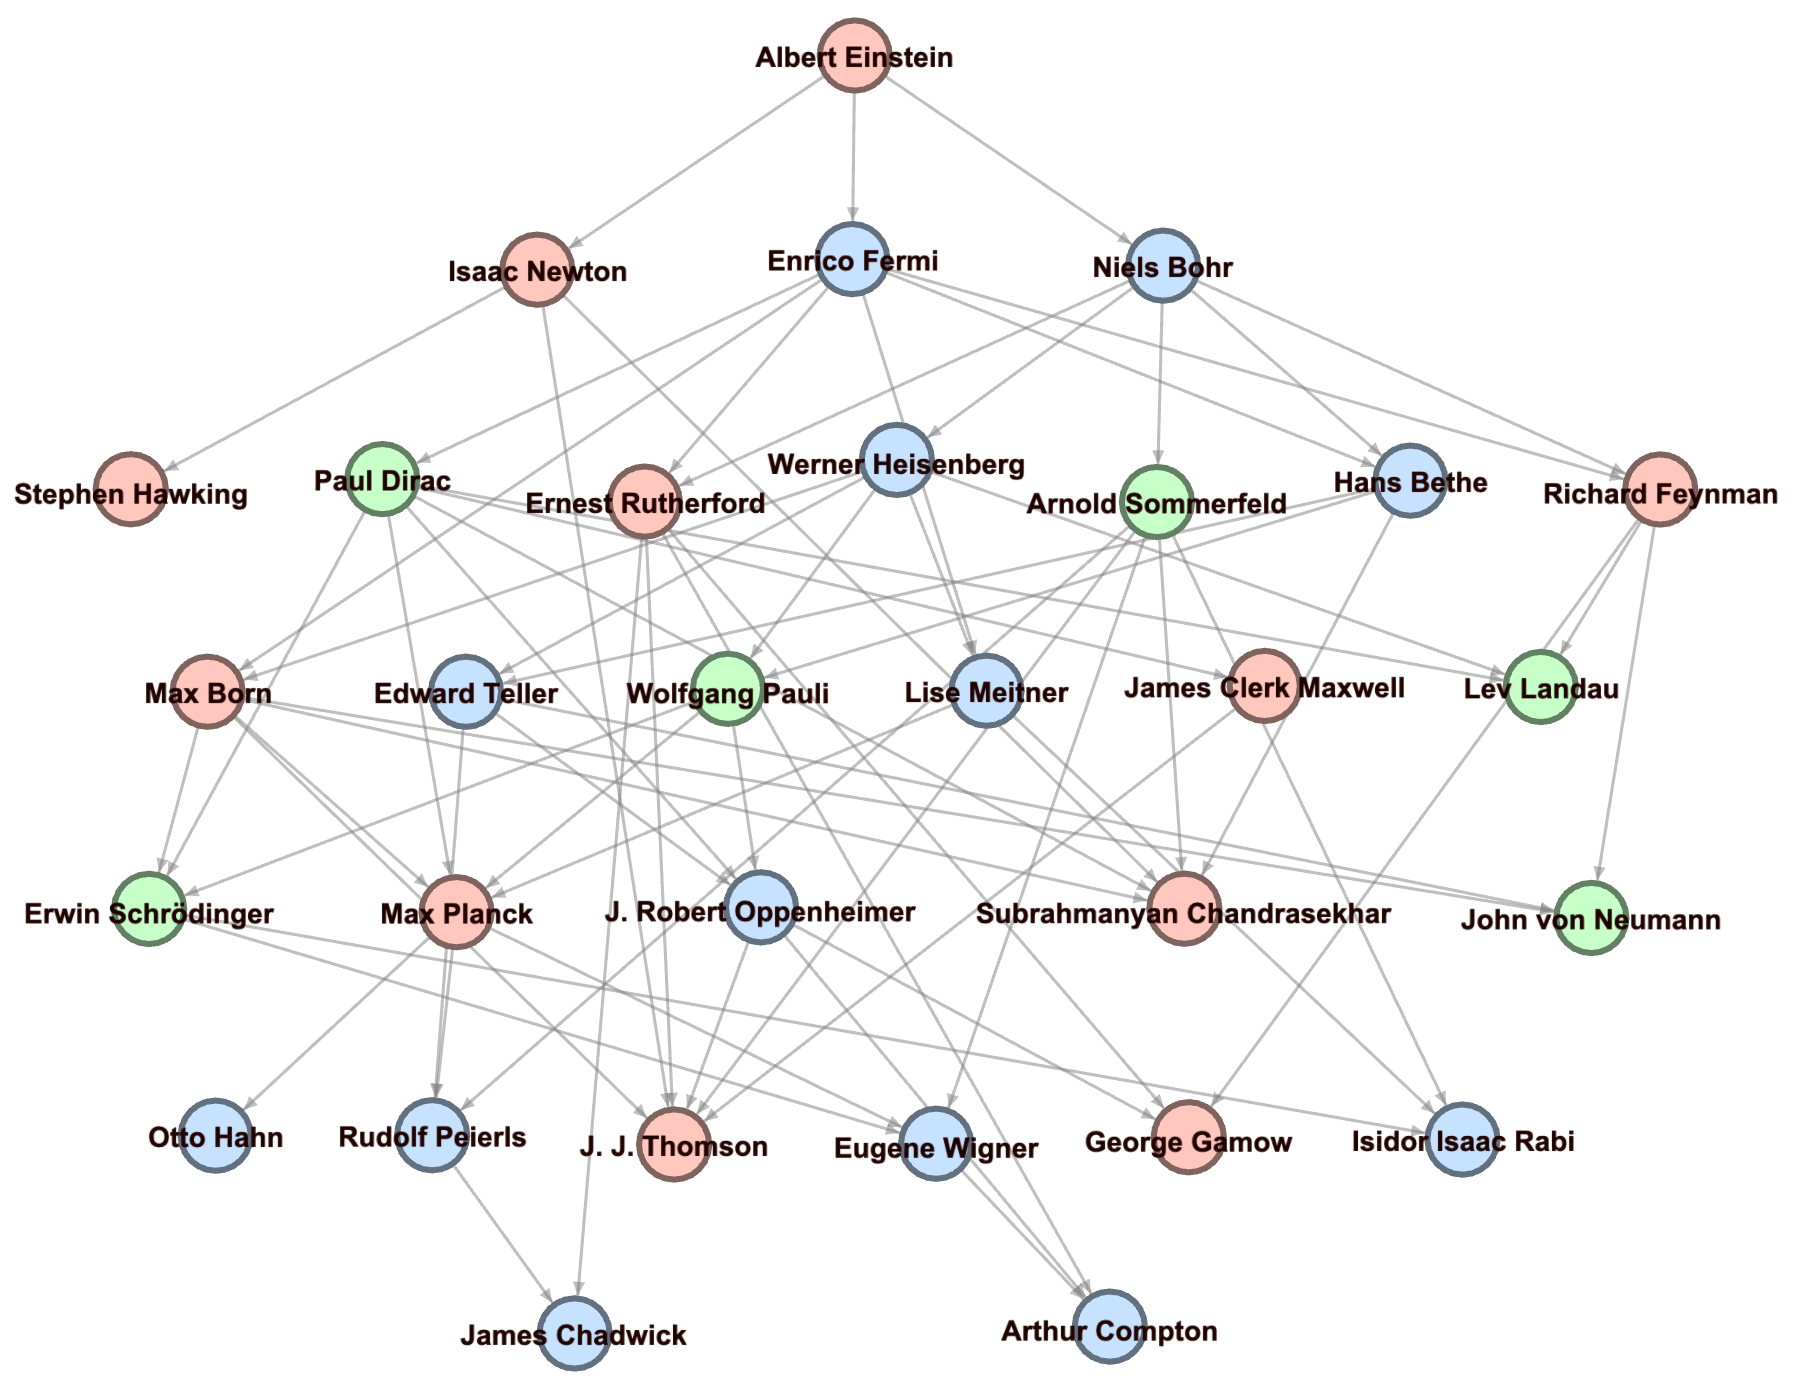 Albert Einstein
Isaac Newton
Enrico Fermi
Niels Bohr
Stephen Hawking
Paul Dirac
Ernest Rutherford
Werner Heisenberg
Arnold Sommerfeld
Hans Bethe
Richard Feynman
Max Born
Edward Teller
Wolfgang Pauli
Lise Meitner
James Clerk Maxwell
Lev Landau
Erwin Schrödinger
Max Planck
J. Robert Oppenheimer
Subrahmanyan Chandrasekhar
John von Neumann
Otto Hahn
Rudolf Peierls
J. J. Thomson
Eugene Wigner
George Gamow
Isidor Isaac Rabi
James Chadwick
Arthur Compton